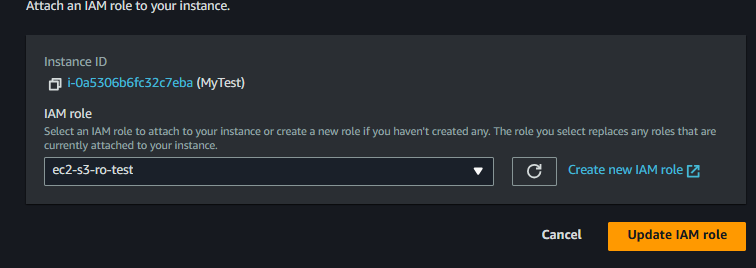 Attach an IAM role to your instance.
Instance ID
i-0a5306b6fc32c7eba (MyTest)
IAM role
Select an IAM role to attach to your instance or create a new role if you haven't created any. The role you select replaces any roles that are
currently attached to your instance.
ec2-s3-ro-test
Create new IAM role
Cancel
Update IAM role